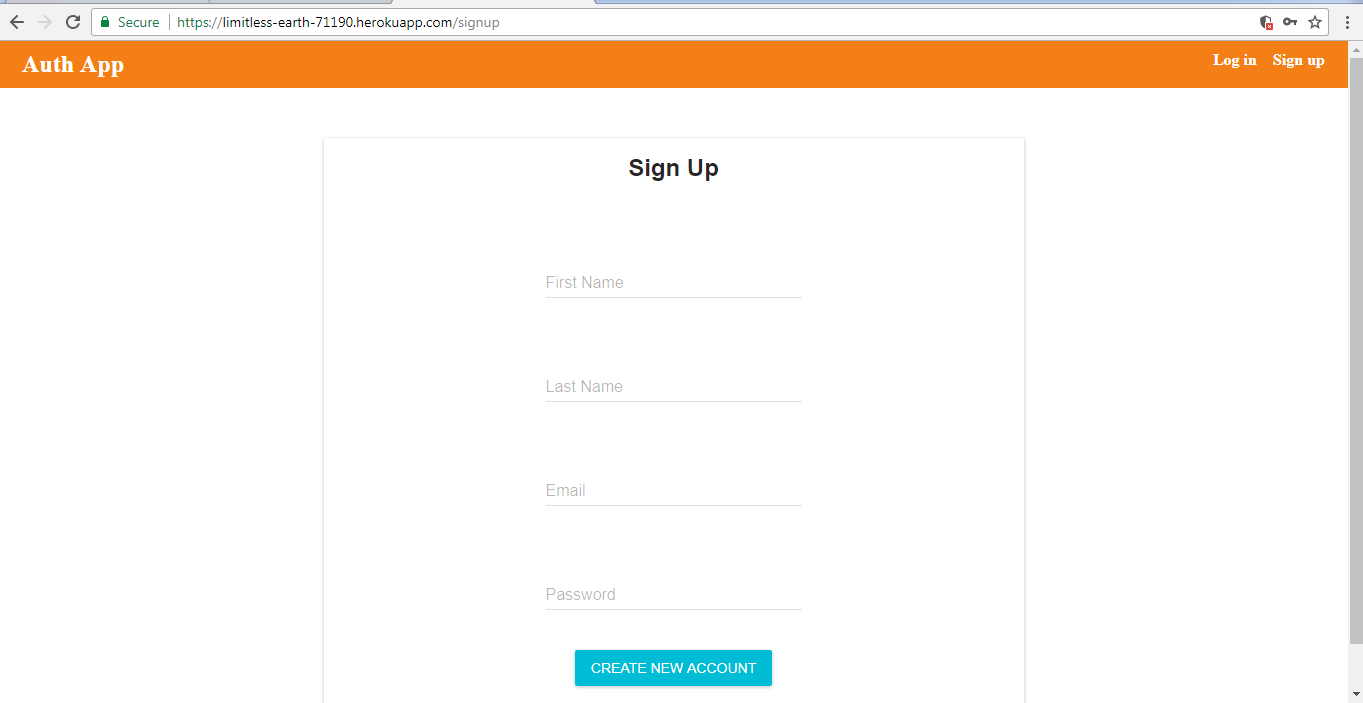 Secure https://limitless-earth-71190.herokuapp.com/signup
Auth App Log in Sign up
Sign Up
First Name
Last Name
Email
Password
CREATE NEW ACCOUNT